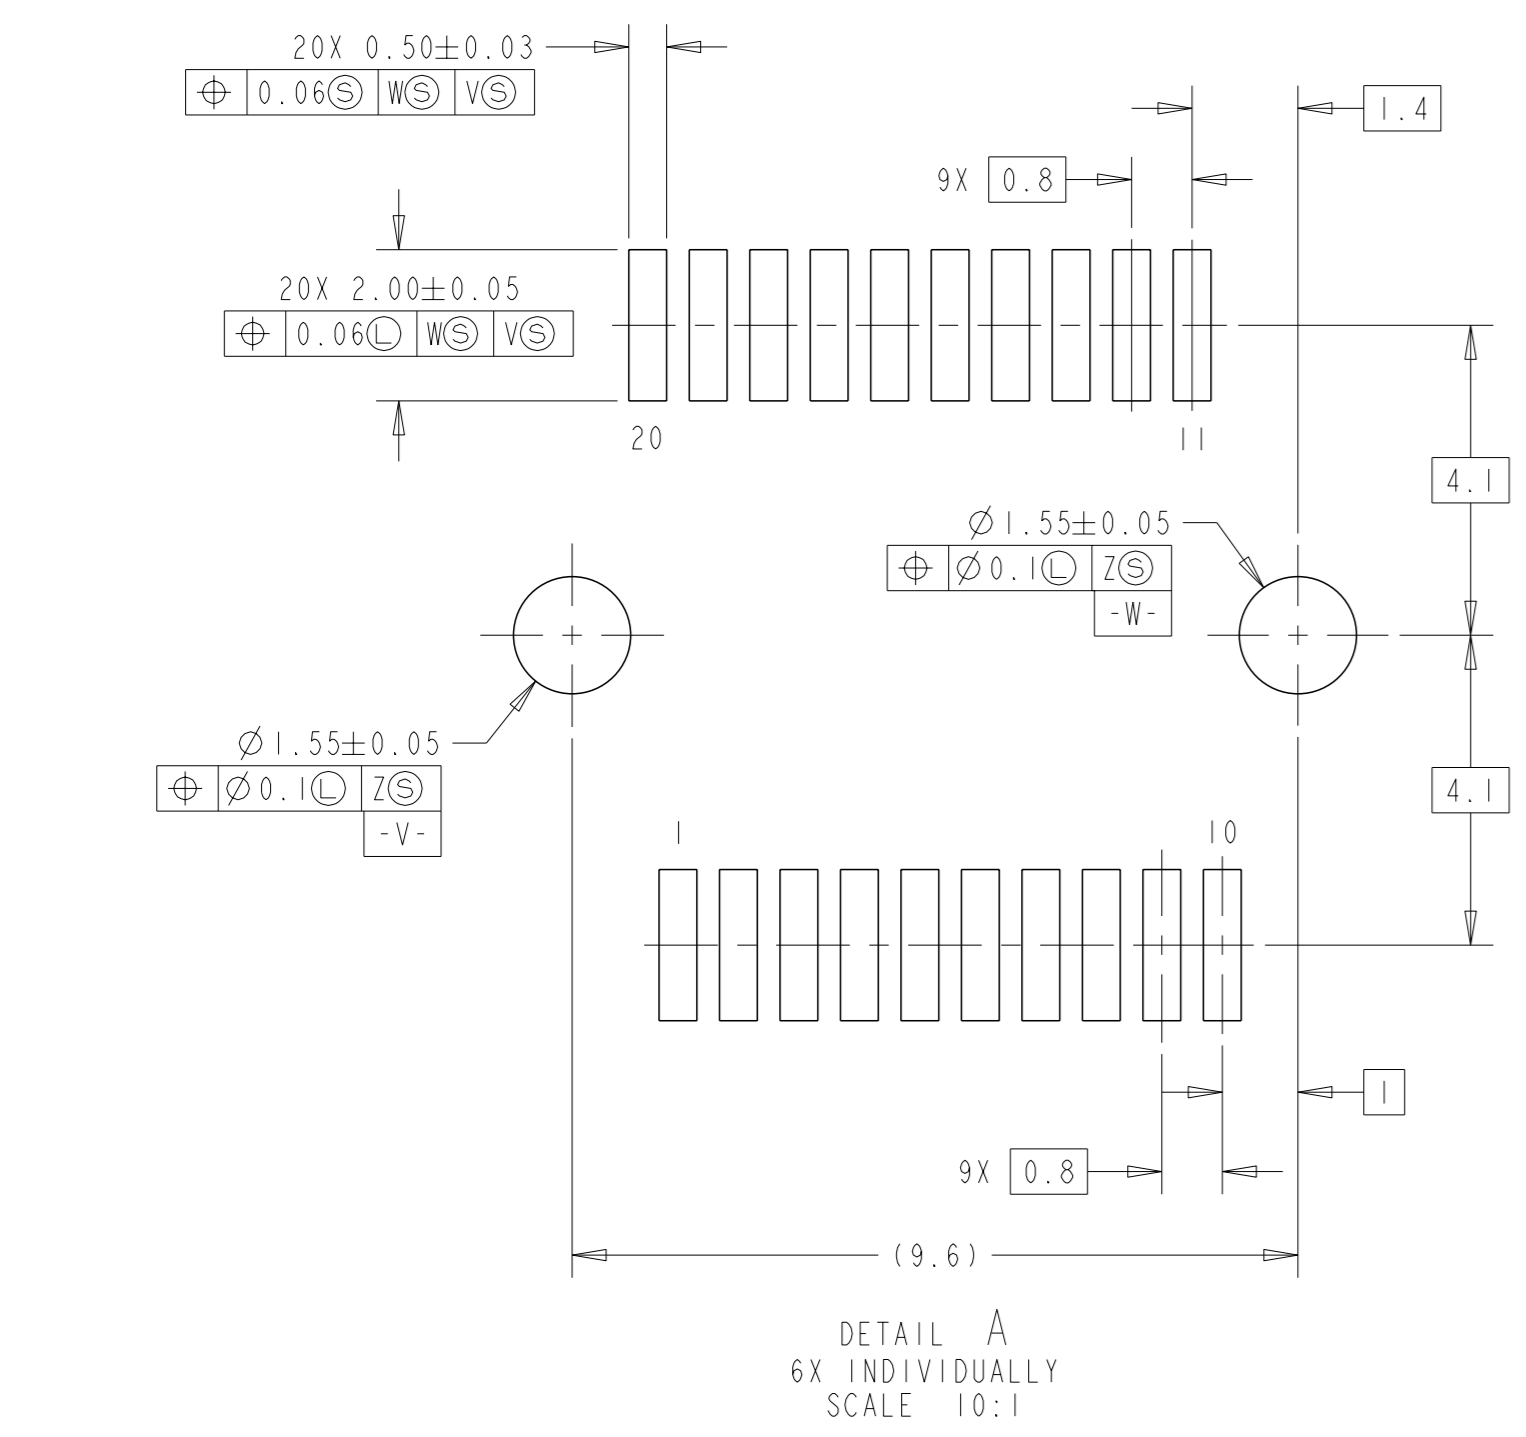 20X 0.50±0.03
⌖ 0.06Ⓢ WⓈ VⓈ
1.4
9X 0.8
20X 2.00±0.05
⌖ 0.06Ⓛ WⓈ VⓈ
20 11
4.1
Ø1.55±0.05
⌖ Ø0.1Ⓛ ZⓈ
-W-
Ø1.55±0.05
⌖ Ø0.1Ⓛ ZⓈ
-V-
4.1
1 10
1
9X 0.8
(9.6)
DETAIL A
6X INDIVIDUALLY
SCALE 10:1